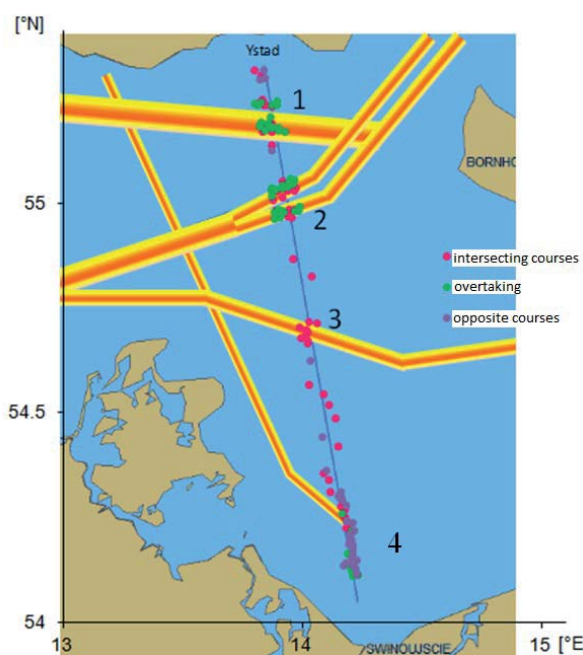 [°N]
Ystad
1
BORNHO
55
2
intersecting courses
overtaking
3
opposite courses
54.5
4
54
SWINOUJSCIE
13
14
15
[°E